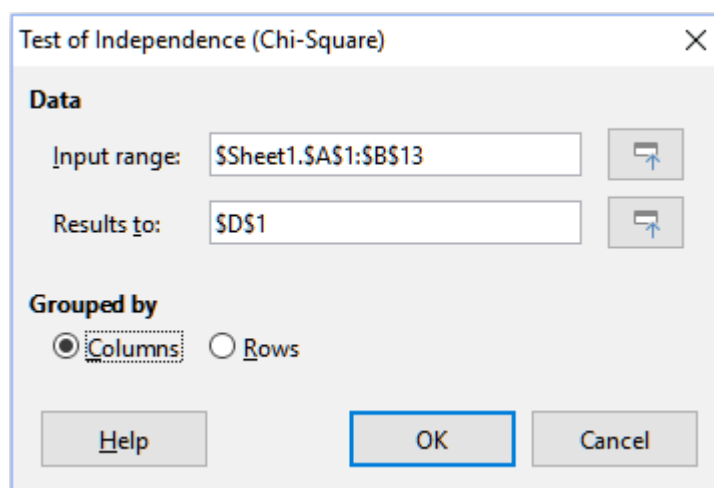 Test of Independence (Chi-Square)
Data
Input range: $Sheet1.$A$1:$B$13
Results to: $D$1
Grouped by
Columns Rows
Help OK Cancel